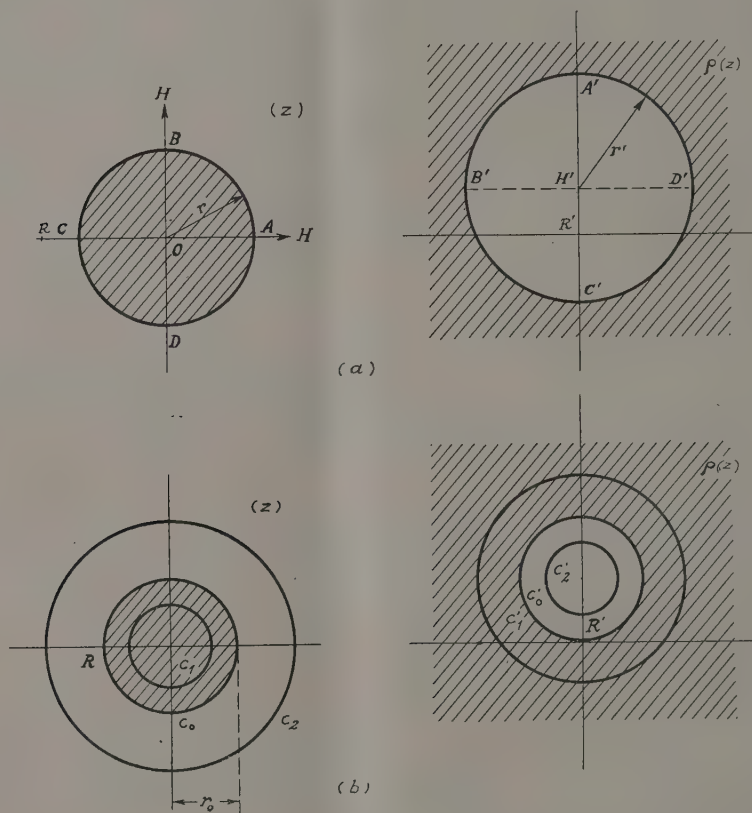 H
(z)
B
r
R C
A
H
O
D
ρ(z)
A'
r'
B'
H'
D'
R'
C'
(a)
(z)
R
C₁
C₀
C₂
r₀
ρ(z)
C'₂
C'₀
C'₁
R'
(b)